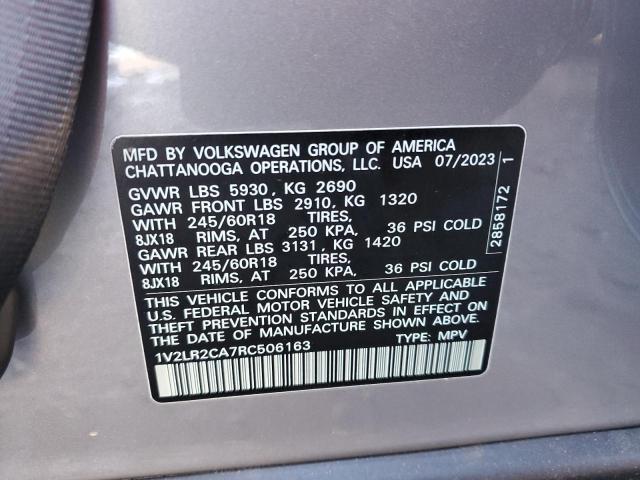 MFD BY VOLKSWAGEN GROUP OF AMERICA
CHATTANOOGA OPERATIONS, LLC. USA 07/2023
GVWR LBS 5930, KG 2690
GAWR FRONT LBS 2910, KG 1320
WITH 245/60R18 TIRES,
8JX18 RIMS, AT 250 KPA, 36 PSI COLD
GAWR REAR LBS 3131, KG 1420
WITH 245/60R18 TIRES,
8JX18 RIMS, AT 250 KPA, 36 PSI COLD
THIS VEHICLE CONFORMS TO ALL APPLICABLE
U.S. FEDERAL MOTOR VEHICLE SAFETY AND
THEFT PREVENTION STANDARDS IN EFFECT ON
THE DATE OF MANUFACTURE SHOWN ABOVE.
1V2LR2CA7RC506163 TYPE: MPV
2858172 1